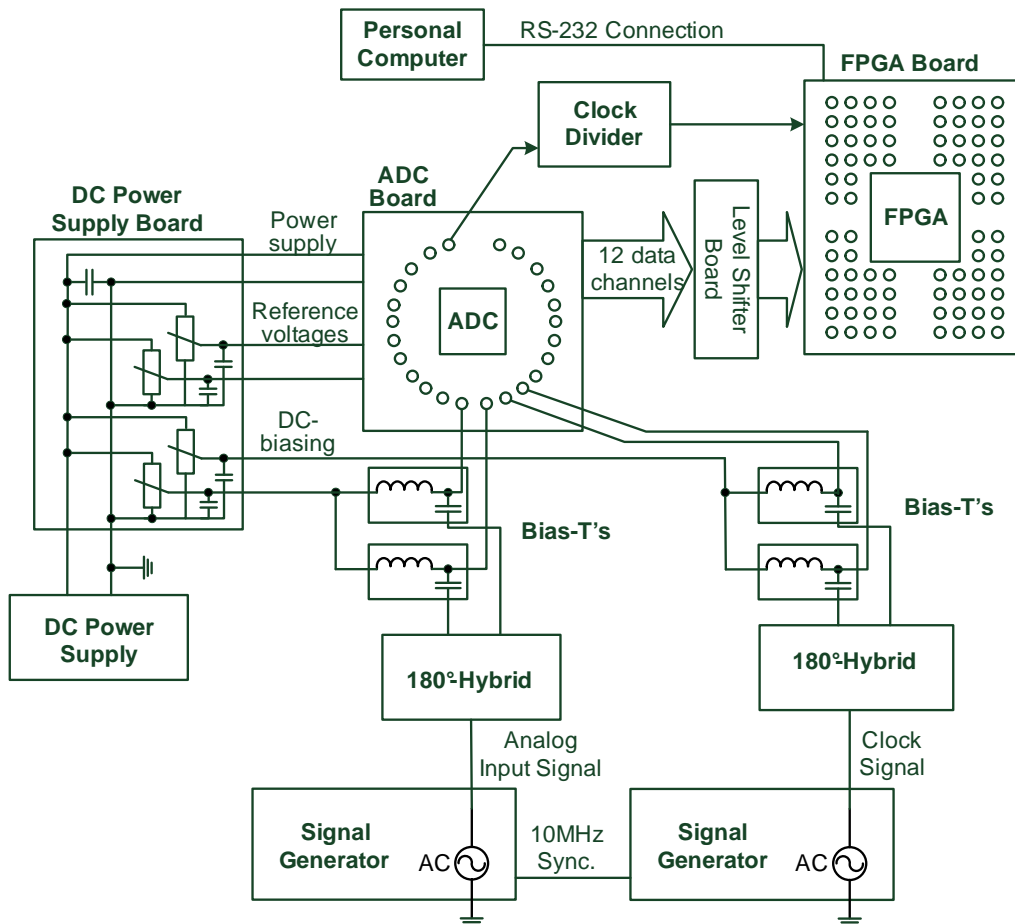 Personal
Computer
RS-232 Connection
FPGA Board
Clock
Divider
ADC
Board
DC Power
Supply Board
Power
supply
FPGA
Level Shifter
Board
12 data
channels
Reference
voltages
ADC
DC-
biasing
Bias-T's
Bias-T's
DC Power
Supply
180°-Hybrid
180°-Hybrid
Analog
Input Signal
Clock
Signal
Signal
Generator
AC
10MHz
Sync.
Signal
Generator
AC